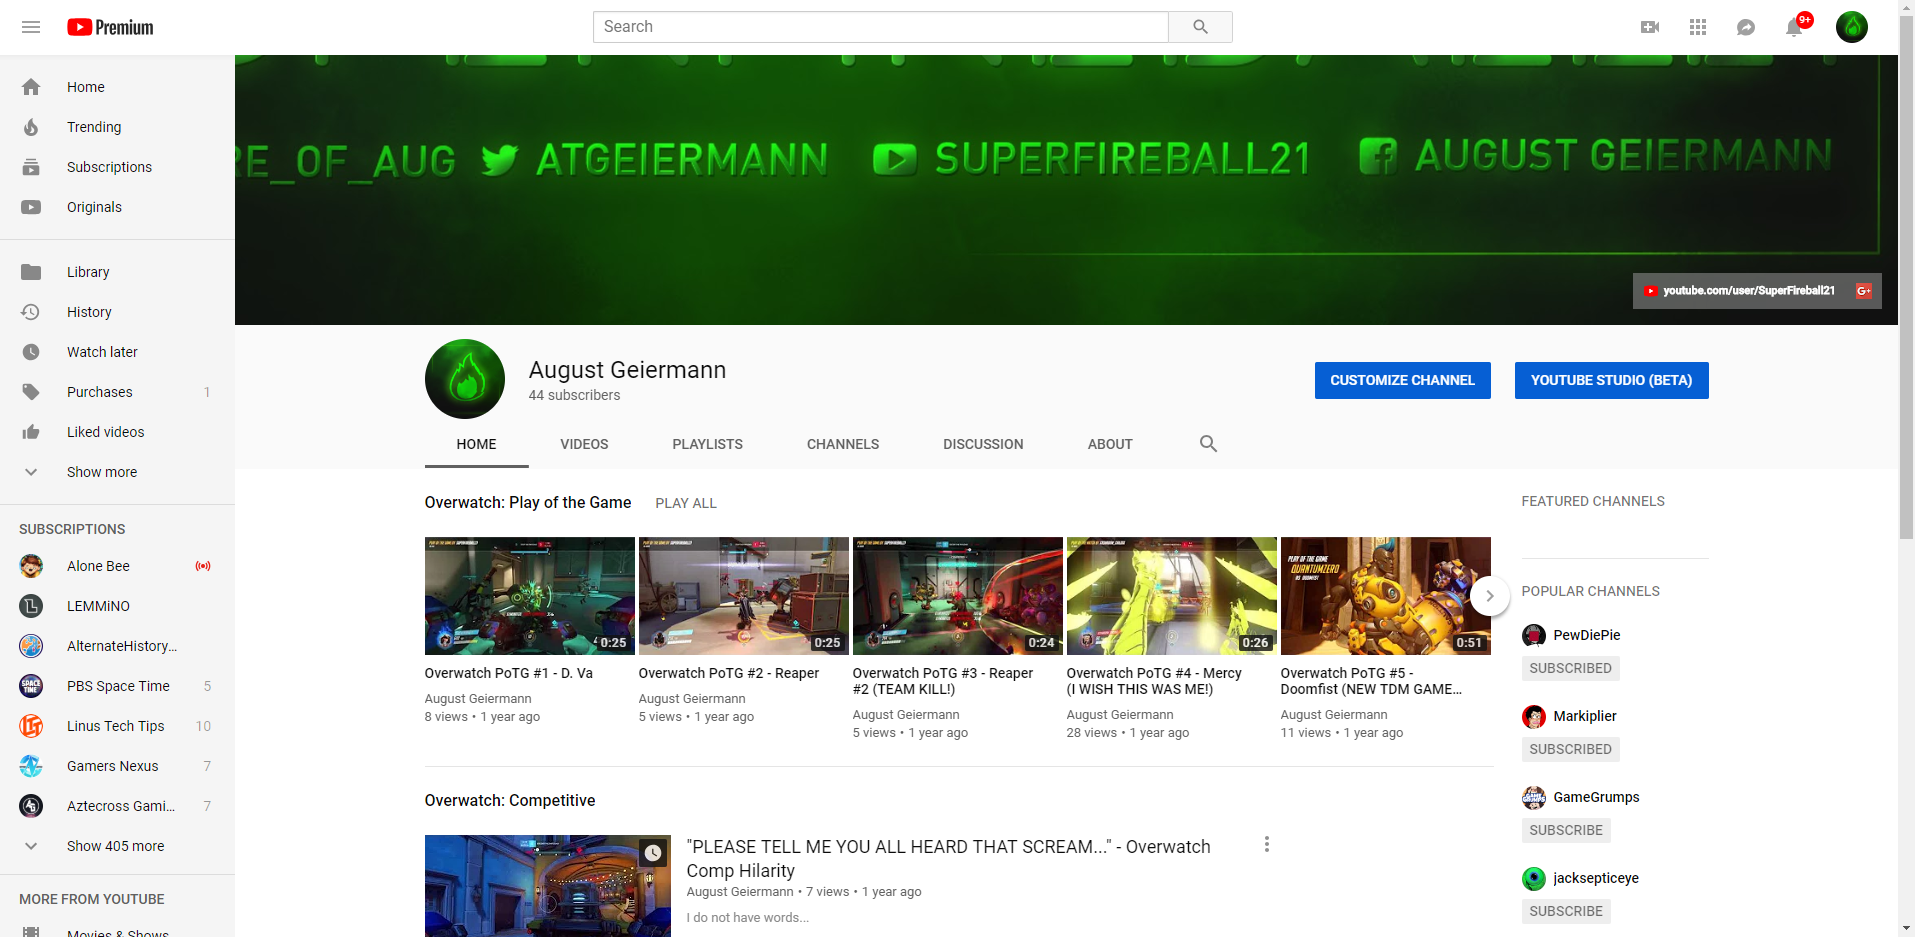 Premium
Search
9+
Home
Trending
Subscriptions
Originals
Library
History
Watch later
Purchases 1
Liked videos
Show more
SUBSCRIPTIONS
Alone Bee
LEMMiNO
AlternateHistory...
PBS Space Time 5
Linus Tech Tips 10
Gamers Nexus 7
Aztecross Gami... 7
Show 405 more
MORE FROM YOUTUBE
Movies & Shows
RE_OF_AUG ATGEIERMANN SUPERFIREBALL21 AUGUST GEIERMANN
youtube.com/user/SuperFireball21 G+
August Geiermann
44 subscribers
CUSTOMIZE CHANNEL
YOUTUBE STUDIO (BETA)
HOME VIDEOS PLAYLISTS CHANNELS DISCUSSION ABOUT
Overwatch: Play of the Game PLAY ALL
0:25
Overwatch PoTG #1 - D. Va
August Geiermann
8 views • 1 year ago
0:25
Overwatch PoTG #2 - Reaper
August Geiermann
5 views • 1 year ago
0:24
Overwatch PoTG #3 - Reaper
#2 (TEAM KILL!)
August Geiermann
5 views • 1 year ago
0:26
Overwatch PoTG #4 - Mercy
(I WISH THIS WAS ME!)
August Geiermann
28 views • 1 year ago
PLAY OF THE GAME
QUANTUMZERO
AS DOOMFIST
0:51
Overwatch PoTG #5 -
Doomfist (NEW TDM GAME...
August Geiermann
11 views • 1 year ago
Overwatch: Competitive
"PLEASE TELL ME YOU ALL HEARD THAT SCREAM..." - Overwatch
Comp Hilarity
August Geiermann • 7 views • 1 year ago
I do not have words...
FEATURED CHANNELS
POPULAR CHANNELS
PewDiePie
SUBSCRIBED
Markiplier
SUBSCRIBED
GameGrumps
SUBSCRIBE
jacksepticeye
SUBSCRIBE